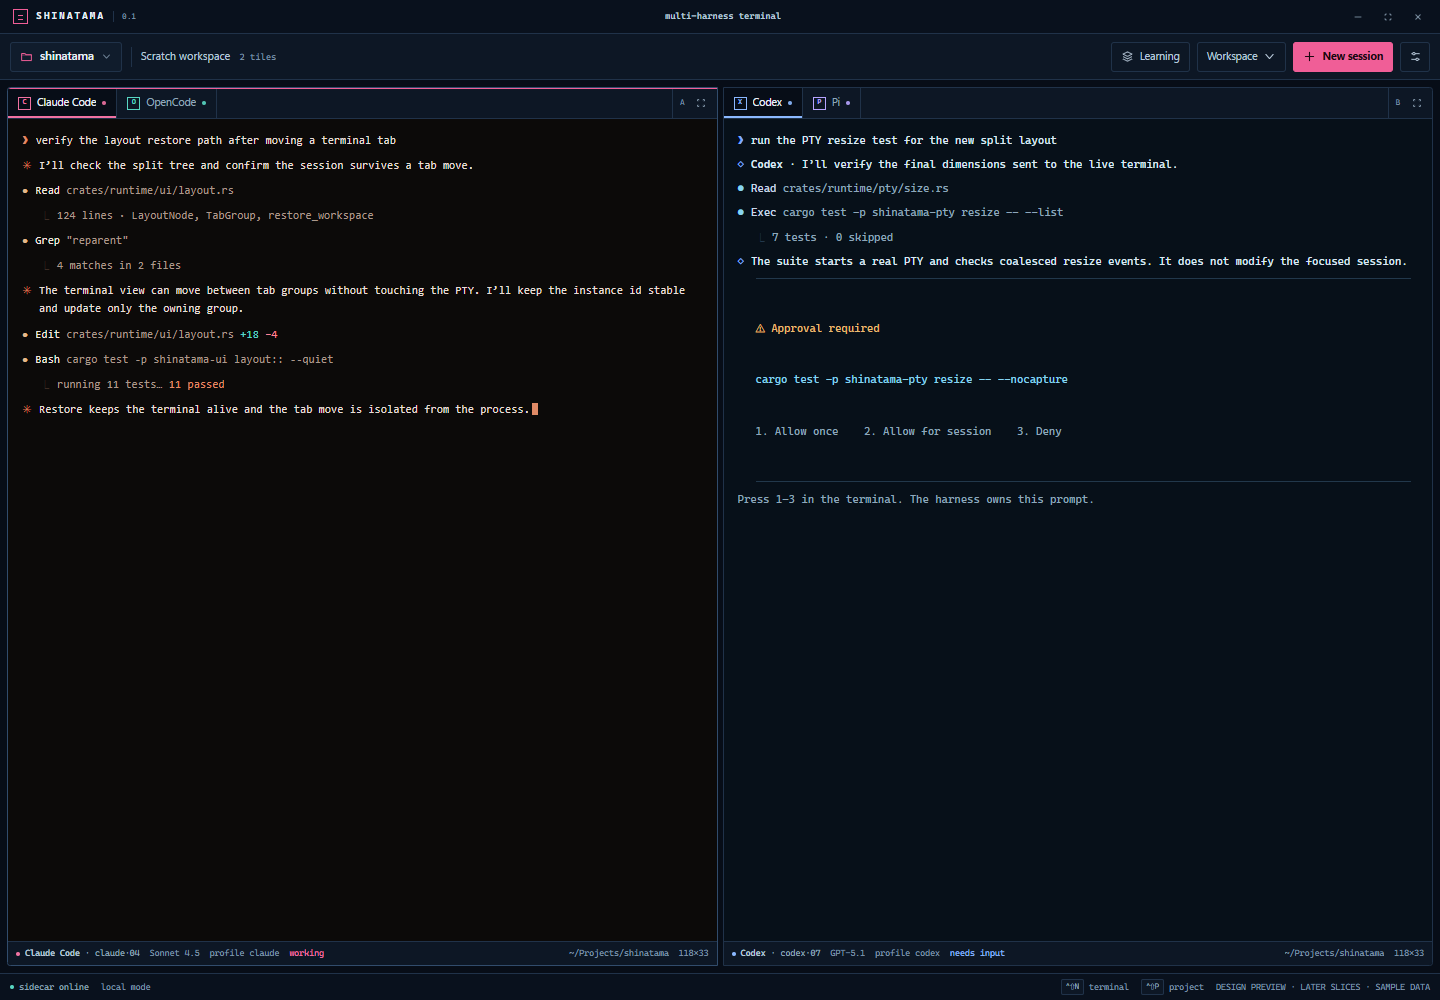 SHINATAMA 0.1
multi-harness terminal
shinatama
Scratch workspace 2 tiles
Learning
Workspace
New session
C Claude Code
O OpenCode
A
❯ verify the layout restore path after moving a terminal tab
✳ I’ll check the split tree and confirm the session survives a tab move.
● Read crates/runtime/ui/layout.rs
⎿ 124 lines · LayoutNode, TabGroup, restore_workspace
● Grep "reparent"
⎿ 4 matches in 2 files
✳ The terminal view can move between tab groups without touching the PTY. I’ll keep the instance id stable
and update only the owning group.
● Edit crates/runtime/ui/layout.rs +18 −4
● Bash cargo test -p shinatama-ui layout:: --quiet
⎿ running 11 tests… 11 passed
✳ Restore keeps the terminal alive and the tab move is isolated from the process.
Claude Code · claude·04 Sonnet 4.5 profile claude working
~/Projects/shinatama 118×33
X Codex
P Pi
B
❯ run the PTY resize test for the new split layout
◇ Codex · I’ll verify the final dimensions sent to the live terminal.
● Read crates/runtime/pty/size.rs
● Exec cargo test -p shinatama-pty resize -- --list
⎿ 7 tests · 0 skipped
◇ The suite starts a real PTY and checks coalesced resize events. It does not modify the focused session.
⚠ Approval required
cargo test -p shinatama-pty resize -- --nocapture
1. Allow once 2. Allow for session 3. Deny
Press 1–3 in the terminal. The harness owns this prompt.
Codex · codex·07 GPT-5.1 profile codex needs input
~/Projects/shinatama 118×33
sidecar online local mode
⌃⇧N terminal
⌃⇧P project
DESIGN PREVIEW · LATER SLICES · SAMPLE DATA